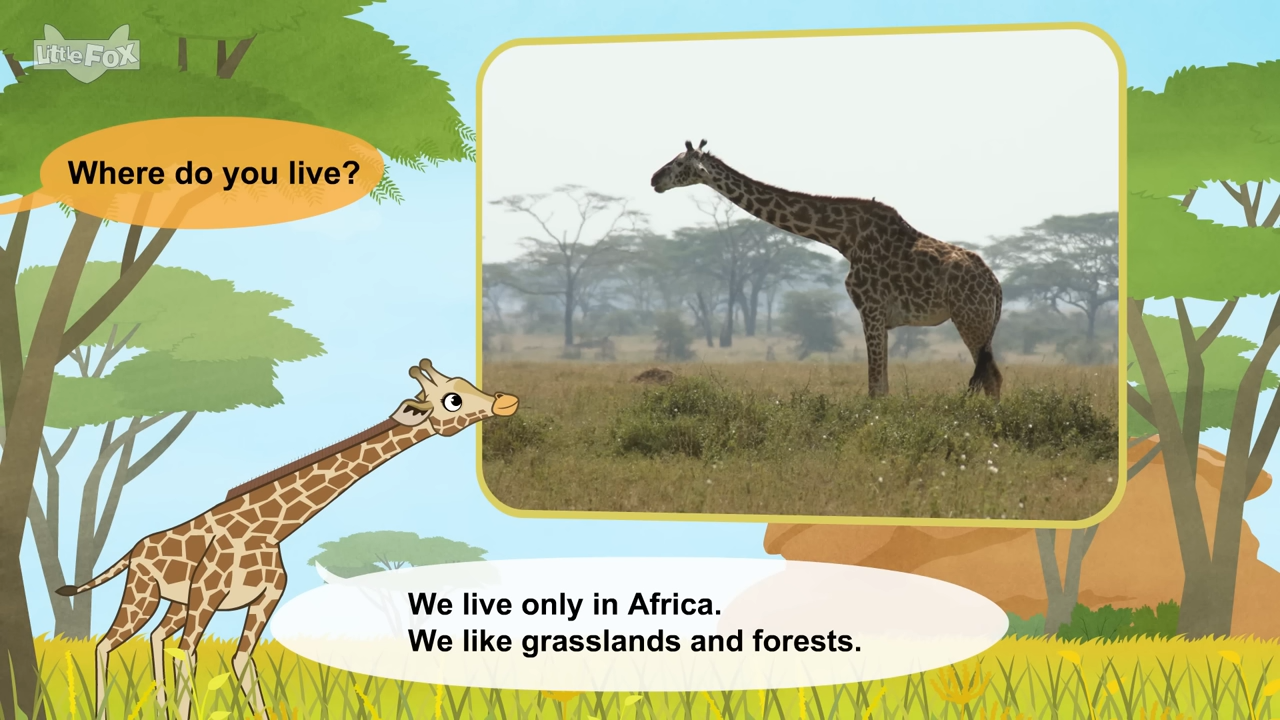 Little Fox
Where do you live?
We live only in Africa.
We like grasslands and forests.